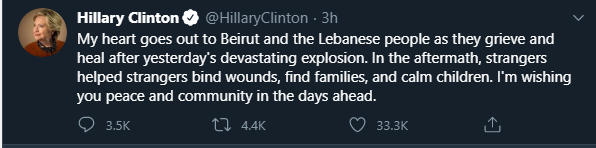 Hillary Clinton @HillaryClinton · 3h
My heart goes out to Beirut and the Lebanese people as they grieve and
heal after yesterday's devastating explosion. In the aftermath, strangers
helped strangers bind wounds, find families, and calm children. I'm wishing
you peace and community in the days ahead.
3.5K 4.4K 33.3K